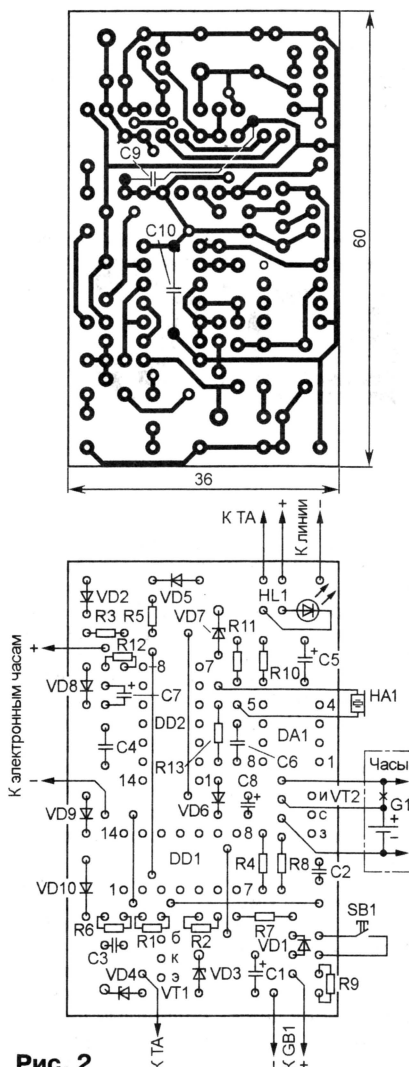 C9
C10
60
36
К ТА
+
К линии
−
VD2
VD5
HL1
R3
R5
VD7
R11
R12
+
8
7
R10
C5
VD8
C7
К электронным часам
DD2
5
4
HA1
C4
R13
C6
DA1
14
1
8
1
Часы
−
VD6
C8
и
VT2
G1
VD9
с
14
8
з
DD1
R4
R8
C2
VD10
1
7
SB1
R6
R1
б
R2
R7
VD1
C3
к
э
VD3
C1
R9
VD4
VT1
К ТА
−
К GB1
+
Рис. 2